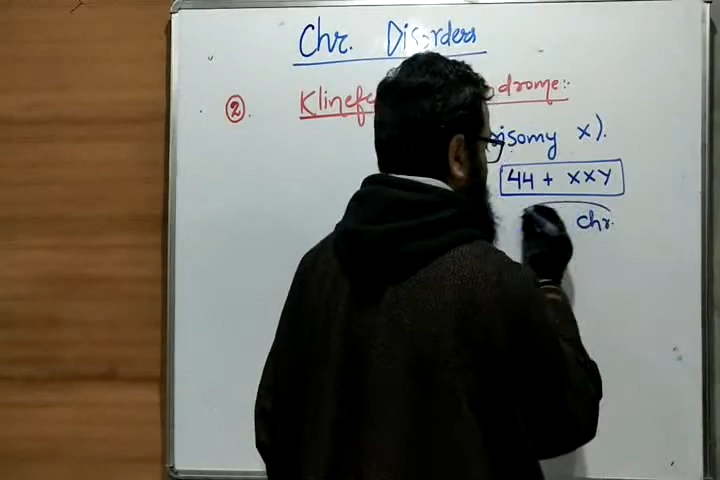 Chr. Disorders
2. Klinefe drome:-
isomy X).
44 + XXY
chr.